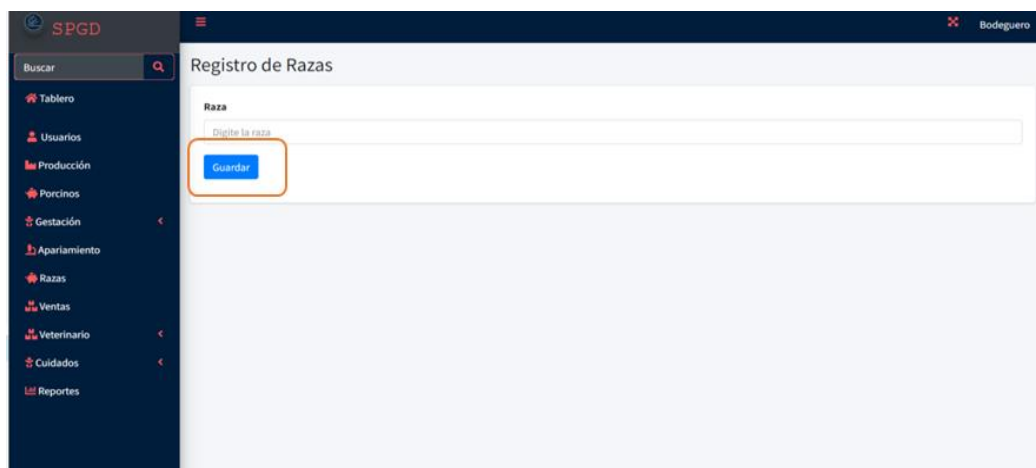 SPGD
Bodeguero
Buscar
Tablero
Usuarios
Producción
Porcinos
Gestación
Apariamiento
Razas
Ventas
Veterinario
Cuidados
Reportes
Registro de Razas
Raza
Digite la raza
Guardar